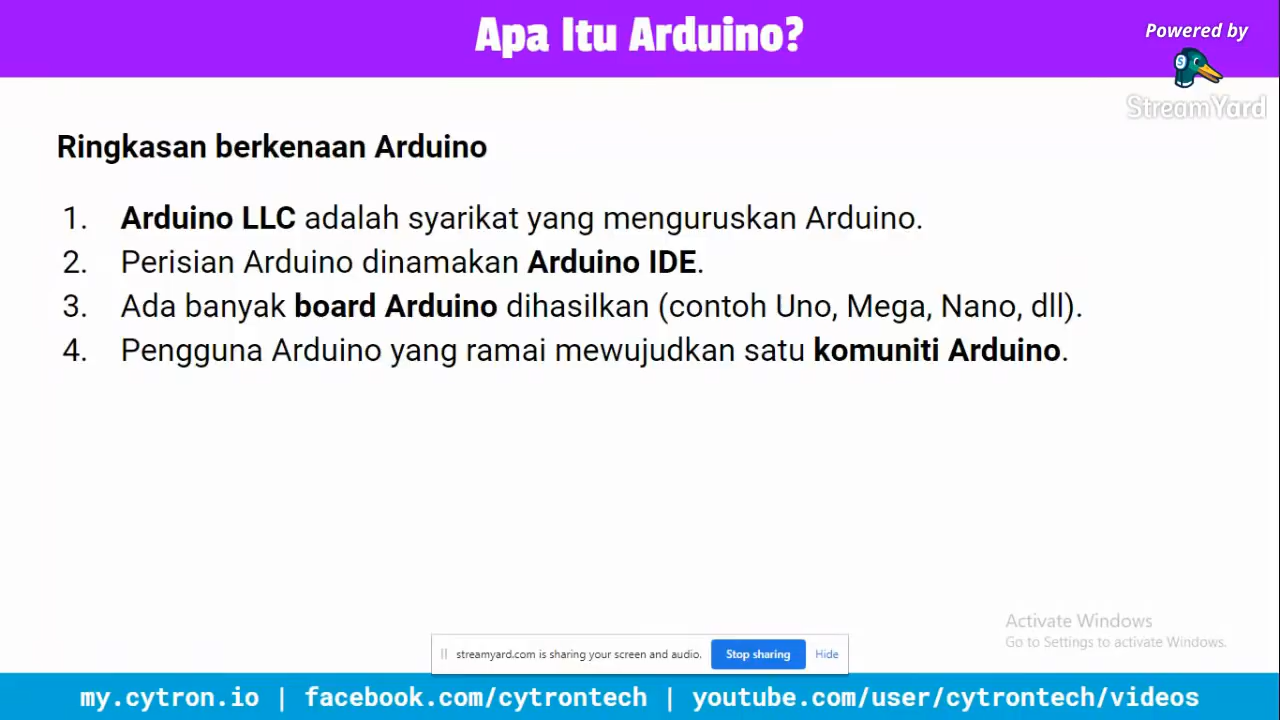 Apa Itu Arduino?
Powered by
S
StreamYard
Ringkasan berkenaan Arduino
1. Arduino LLC adalah syarikat yang menguruskan Arduino.
2. Perisian Arduino dinamakan Arduino IDE.
3. Ada banyak board Arduino dihasilkan (contoh Uno, Mega, Nano, dll).
4. Pengguna Arduino yang ramai mewujudkan satu komuniti Arduino.
Activate Windows
Go to Settings to activate Windows.
streamyard.com is sharing your screen and audio. Stop sharing Hide
my.cytron.io | facebook.com/cytrontech | youtube.com/user/cytrontech/videos